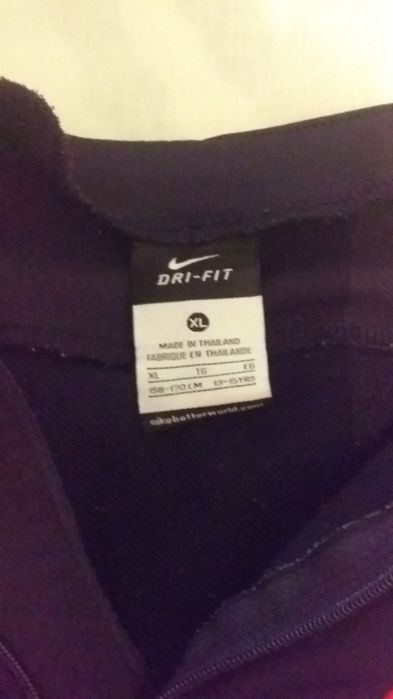 DRI-FIT
XL
MADE IN THAILAND
FABRIQUE EN THAILANDE
XL TG EG
158-170 CM 13-15YRS
nikebetterworld.com